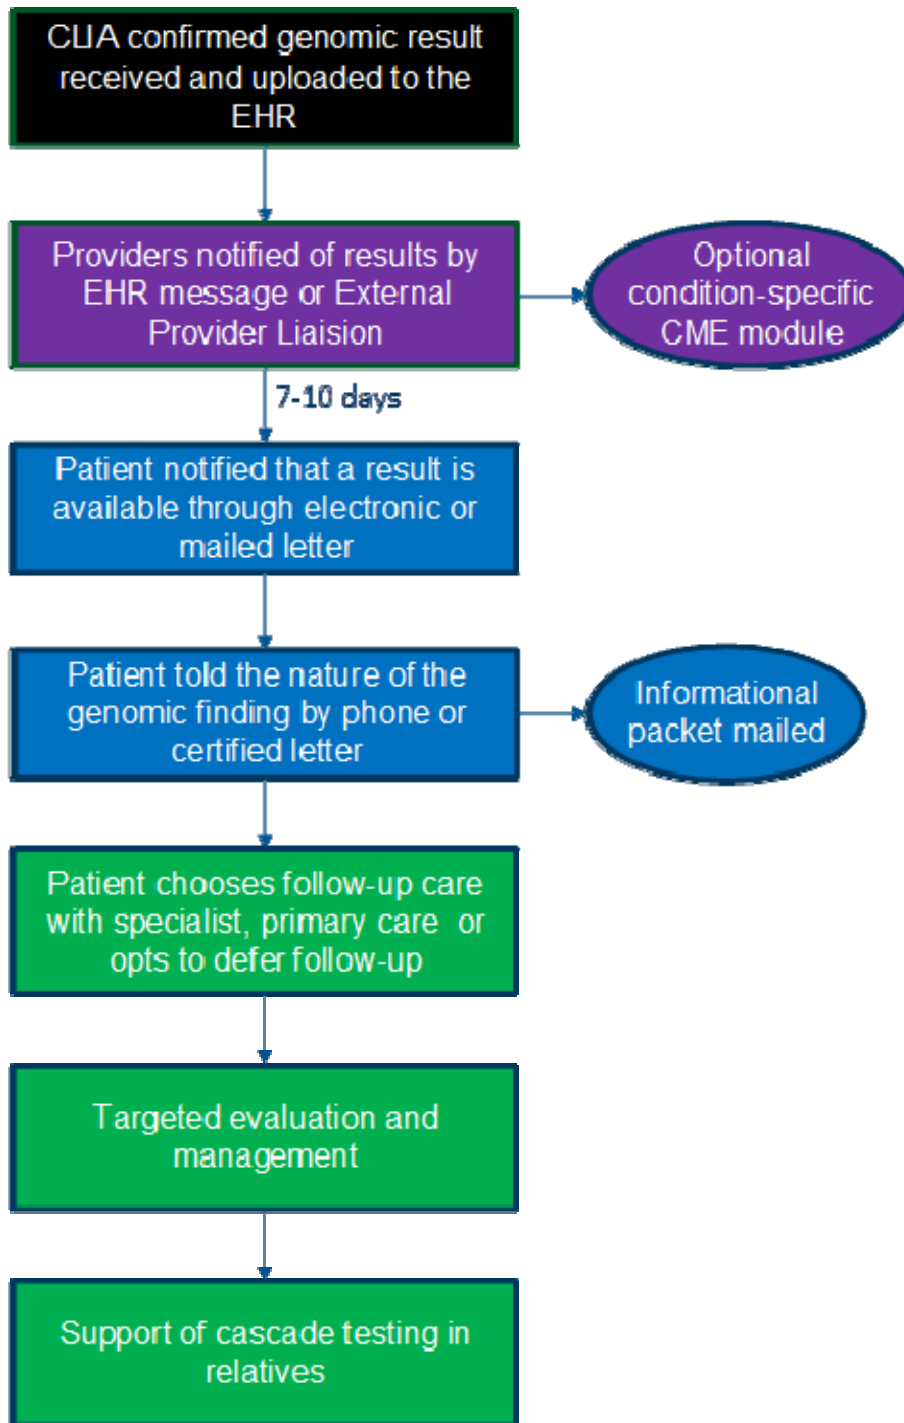 CLIA confirmed genomic result
received and uploaded to the
EHR
Providers notified of results by
EHR message or External
Provider Liaision
Optional
condition-specific
CME module
7-10 days
Patient notified that a result is
available through electronic or
mailed letter
Patient told the nature of the
genomic finding by phone or
certified letter
Informational
packet mailed
Patient chooses follow-up care
with specialist, primary care or
opts to defer follow-up
Targeted evaluation and
management
Support of cascade testing in
relatives